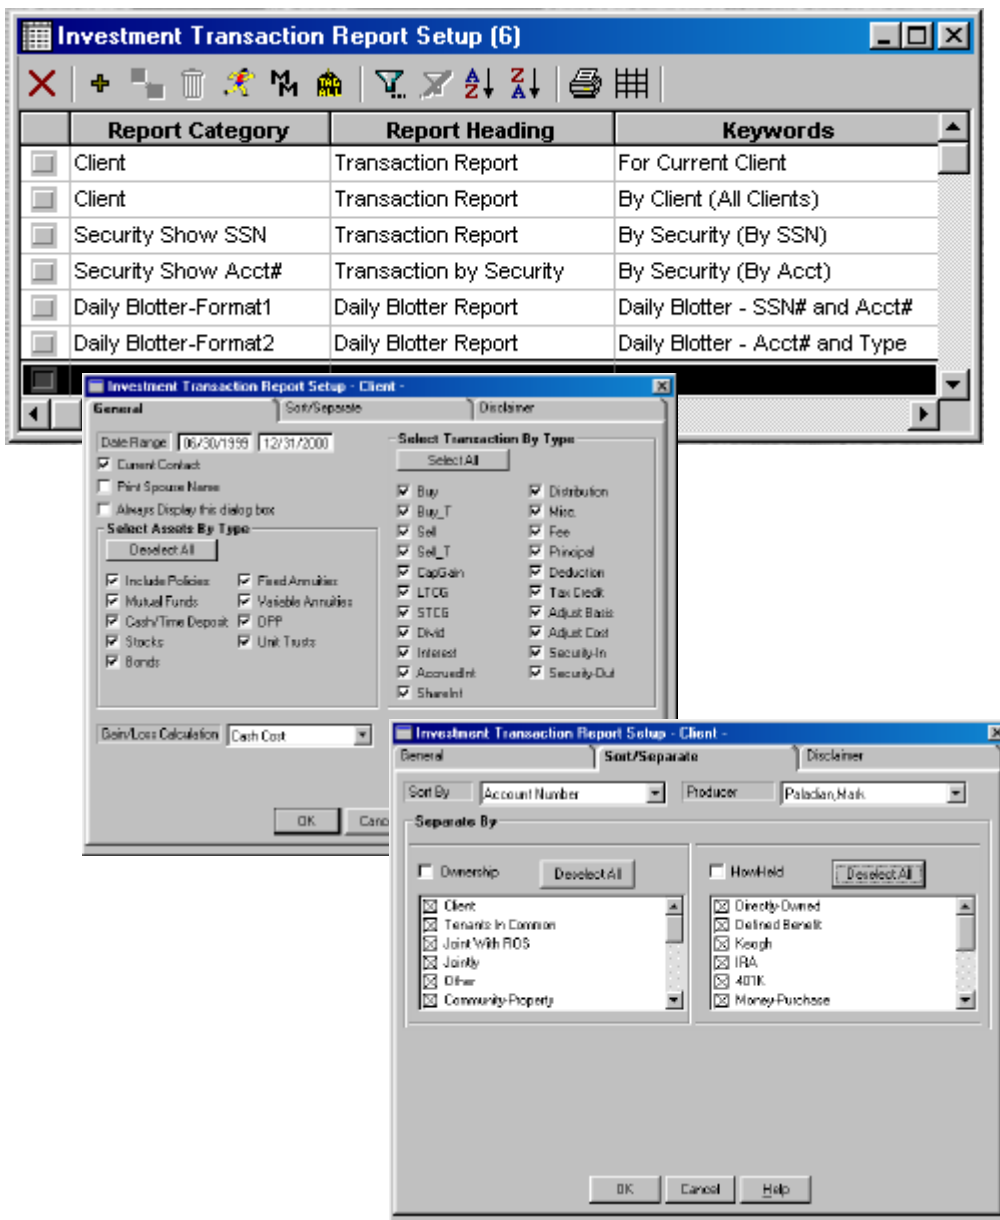 Investment Transaction Report Setup (6)
Report Category Report Heading Keywords
Client Transaction Report For Current Client
Client Transaction Report By Client (All Clients)
Security Show SSN Transaction Report By Security (By SSN)
Security Show Acct# Transaction by Security By Security (By Acct)
Daily Blotter-Format1 Daily Blotter Report Daily Blotter - SSN# and Acct#
Daily Blotter-Format2 Daily Blotter Report Daily Blotter - Acct# and Type
Investment Transaction Report Setup - Client -
General Sort/Separate Disclaimer
Date Range 06/30/1999 12/31/2000
Current Contact
Print Spouse Name
Always Display this dialog box
Select Assets By Type
Deselect All
Include Policies Fixed Annuities
Mutual Funds Variable Annuities
Cash/Time Deposit DPP
Stocks Unit Trusts
Bonds
Select Transaction By Type
Select All
Buy Distribution
Buy_T Misc.
Sell Fee
Sell_T Principal
CapGain Deduction
LTCG Tax Credit
STCG Adjust Basis
Divid Adjust Cost
Interest Security-In
AccruedInt Security-Out
ShareInt
Gain/Loss Calculation Cash Cost
OK Canc
Investment Transaction Report Setup - Client -
General Sort/Separate Disclaimer
Sort By Account Number Producer Paladian,Mark
Separate By
Ownership Deselect All
Client
Tenants In Common
Joint With ROS
Jointly
Other
Community-Property
HowHeld Deselect All
Directly-Owned
Defined Benefit
Keogh
IRA
401K
Money-Purchase
OK Cancel Help